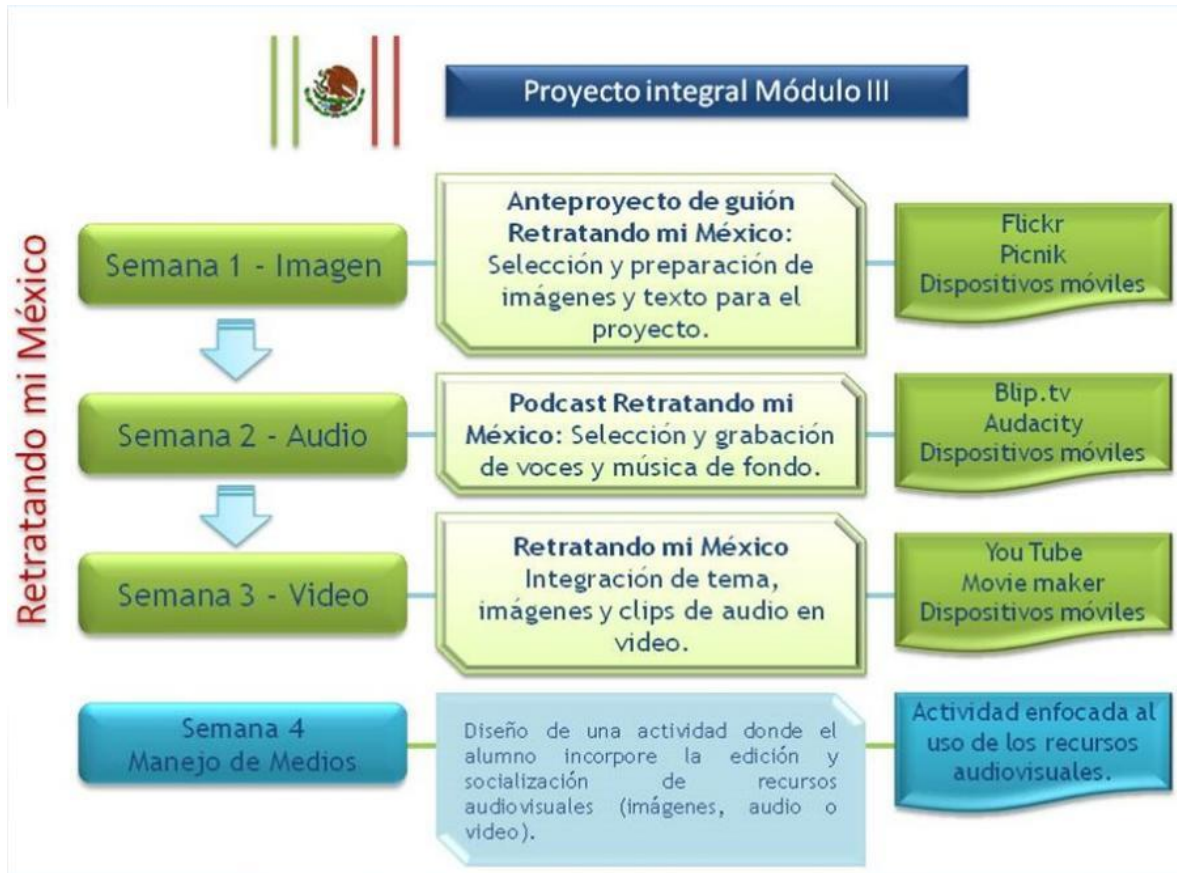 Proyecto integral Módulo III
Retratando mi México
Semana 1 - Imagen
Anteproyecto de guión
Retratando mi México:
Selección y preparación de
imágenes y texto para el
proyecto.
Flickr
Picnik
Dispositivos móviles
Semana 2 - Audio
Podcast Retratando mi
México: Selección y grabación
de voces y música de fondo.
Blip.tv
Audacity
Dispositivos móviles
Semana 3 - Video
Retratando mi México
Integración de tema,
imágenes y clips de audio en
video.
You Tube
Movie maker
Dispositivos móviles
Semana 4
Manejo de Medios
Diseño de una actividad donde el
alumno incorpore la edición y
socialización de recursos
audiovisuales (imágenes, audio o
video).
Actividad enfocada al
uso de los recursos
audiovisuales.